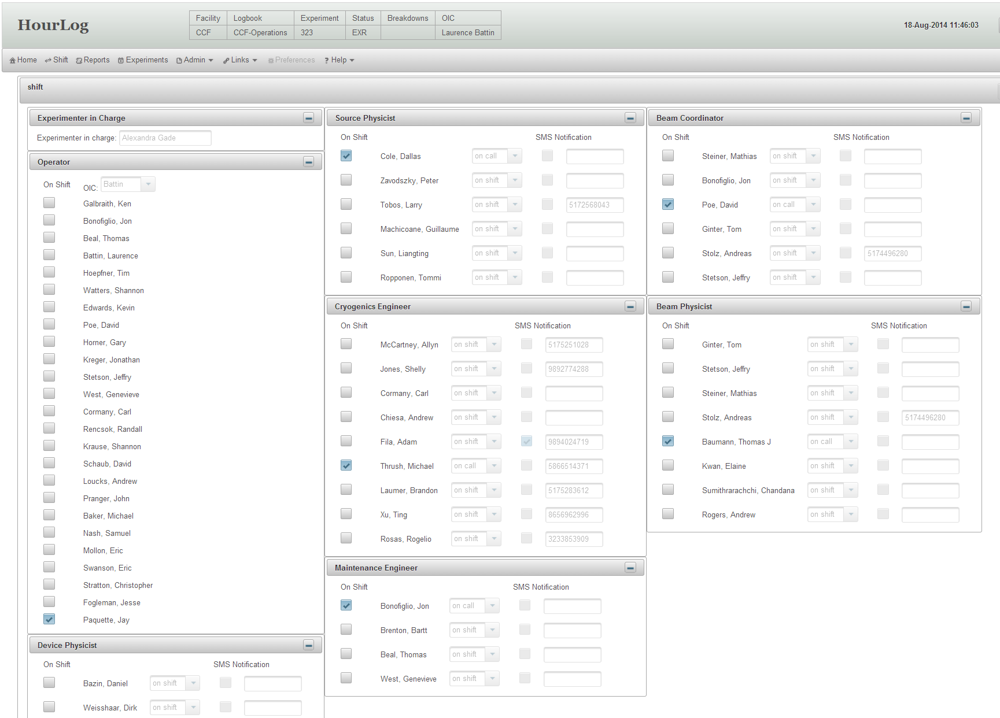 HourLog
Facility Logbook Experiment Status Breakdowns OIC
CCF CCF-Operations 323 EXR Laurence Battin
18-Aug-2014 11:46:03
Home Shift Reports Experiments Admin Links Preferences ? Help
shift
Experimenter in Charge
Experimenter in charge: Alexandra Gade
Operator
On Shift OIC: Battin
Galbraith, Ken
Bonofiglio, Jon
Beal, Thomas
Battin, Laurence
Hoepfner, Tim
Watters, Shannon
Edwards, Kevin
Poe, David
Horner, Gary
Kreger, Jonathan
Stetson, Jeffry
West, Genevieve
Cormany, Carl
Rencsok, Randall
Krause, Shannon
Schaub, David
Loucks, Andrew
Pranger, John
Baker, Michael
Nash, Samuel
Mollon, Eric
Swanson, Eric
Stratton, Christopher
Fogleman, Jesse
Paquette, Jay
Device Physicist
On Shift SMS Notification
Bazin, Daniel on shift
Weisshaar, Dirk on shift
Source Physicist
On Shift SMS Notification
Cole, Dallas on call
Zavodszky, Peter on shift
Tobos, Larry on shift 5172568043
Machicoane, Guillaume on shift
Sun, Liangting on shift
Ropponen, Tommi on shift
Cryogenics Engineer
On Shift SMS Notification
McCartney, Allyn on shift 5175251028
Jones, Shelly on shift 9892774288
Cormany, Carl on shift
Chiesa, Andrew on shift
Fila, Adam on shift 9894024719
Thrush, Michael on call 5866514371
Laumer, Brandon on shift 5175283612
Xu, Ting on shift 8656962996
Rosas, Rogelio on shift 3233853909
Maintenance Engineer
On Shift SMS Notification
Bonofiglio, Jon on call
Brenton, Bartt on shift
Beal, Thomas on shift
West, Genevieve on shift
Beam Coordinator
On Shift SMS Notification
Steiner, Mathias on shift
Bonofiglio, Jon on shift
Poe, David on call
Ginter, Tom on shift
Stolz, Andreas on shift 5174496280
Stetson, Jeffry on shift
Beam Physicist
On Shift SMS Notification
Ginter, Tom on shift
Stetson, Jeffry on shift
Steiner, Mathias on shift
Stolz, Andreas on shift 5174496280
Baumann, Thomas J on call
Kwan, Elaine on shift
Sumithrarachchi, Chandana on shift
Rogers, Andrew on shift